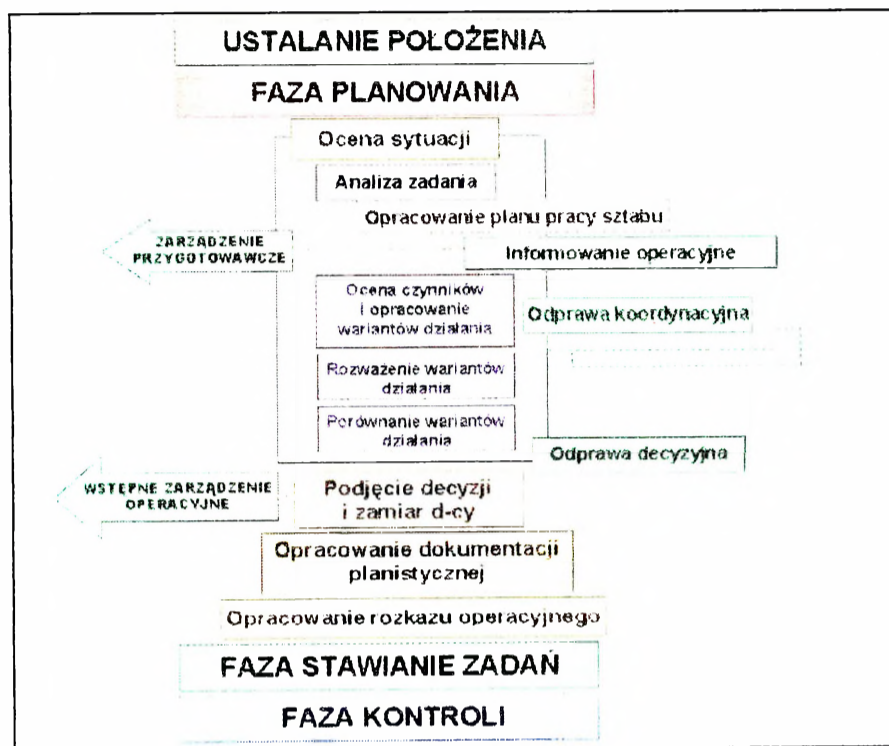 USTALANIE POŁOŻENIA
FAZA PLANOWANIA
Ocena sytuacji
Analiza zadania
Opracowanie planu pracy sztabu
ZARZĄDZENIE
PRZYGOTOWAWCZE
Informowanie operacyjne
Ocena czynników
i opracowanie
wariantów działania
Odprawa koordynacyjna
Rozważenie wariantów
działania
Porównanie wariantów
działania
Odprawa decyzyjna
WSTĘPNE ZARZĄDZENIE
OPERACYJNE
Podjęcie decyzji
i zamiar d-cy
Opracowanie dokumentacji
planistycznej
Opracowanie rozkazu operacyjnego
FAZA STAWIANIE ZADAŃ
FAZA KONTROLI